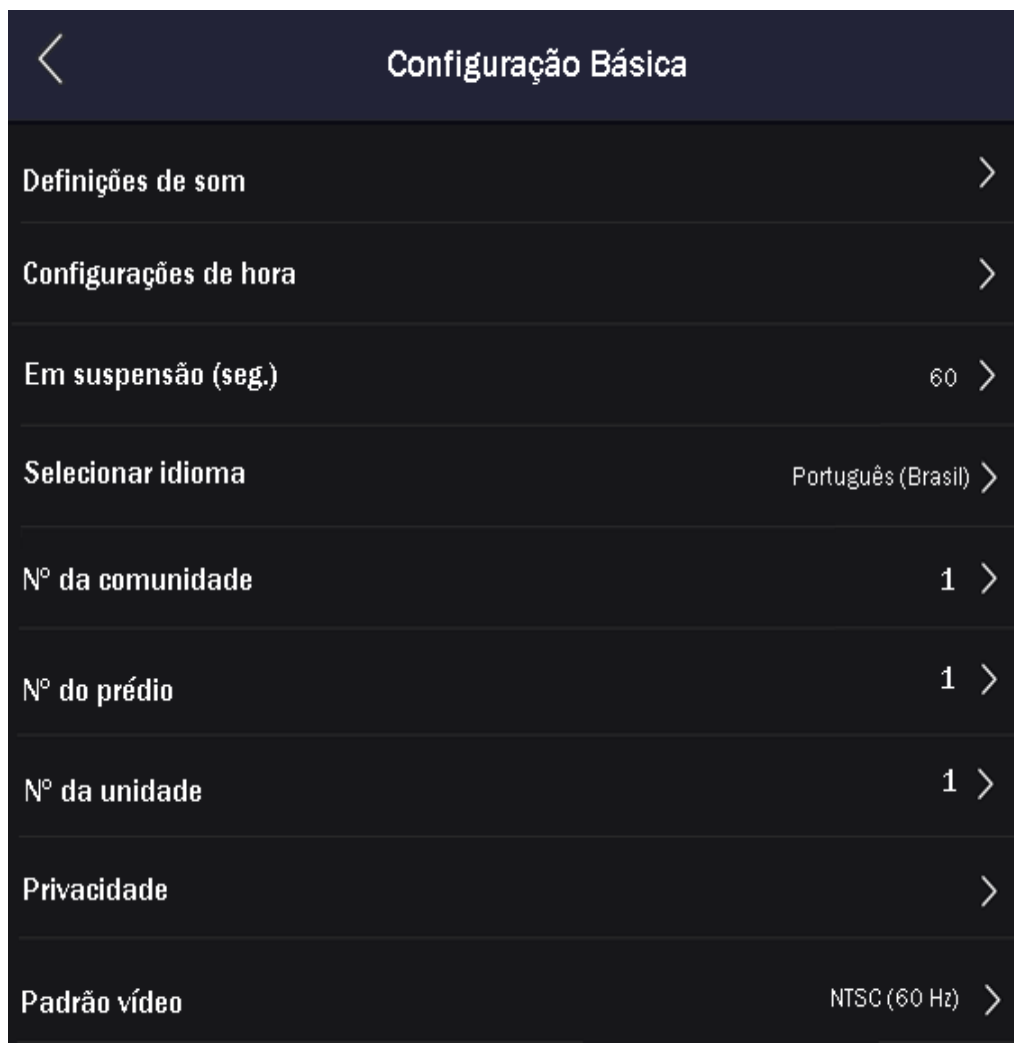 Configuração Básica
Definições de som
Configurações de hora
Em suspensão (seg.) 60
Selecionar idioma Português (Brasil)
Nº da comunidade 1
Nº do prédio 1
Nº da unidade 1
Privacidade
Padrão vídeo NTSC (60 Hz)